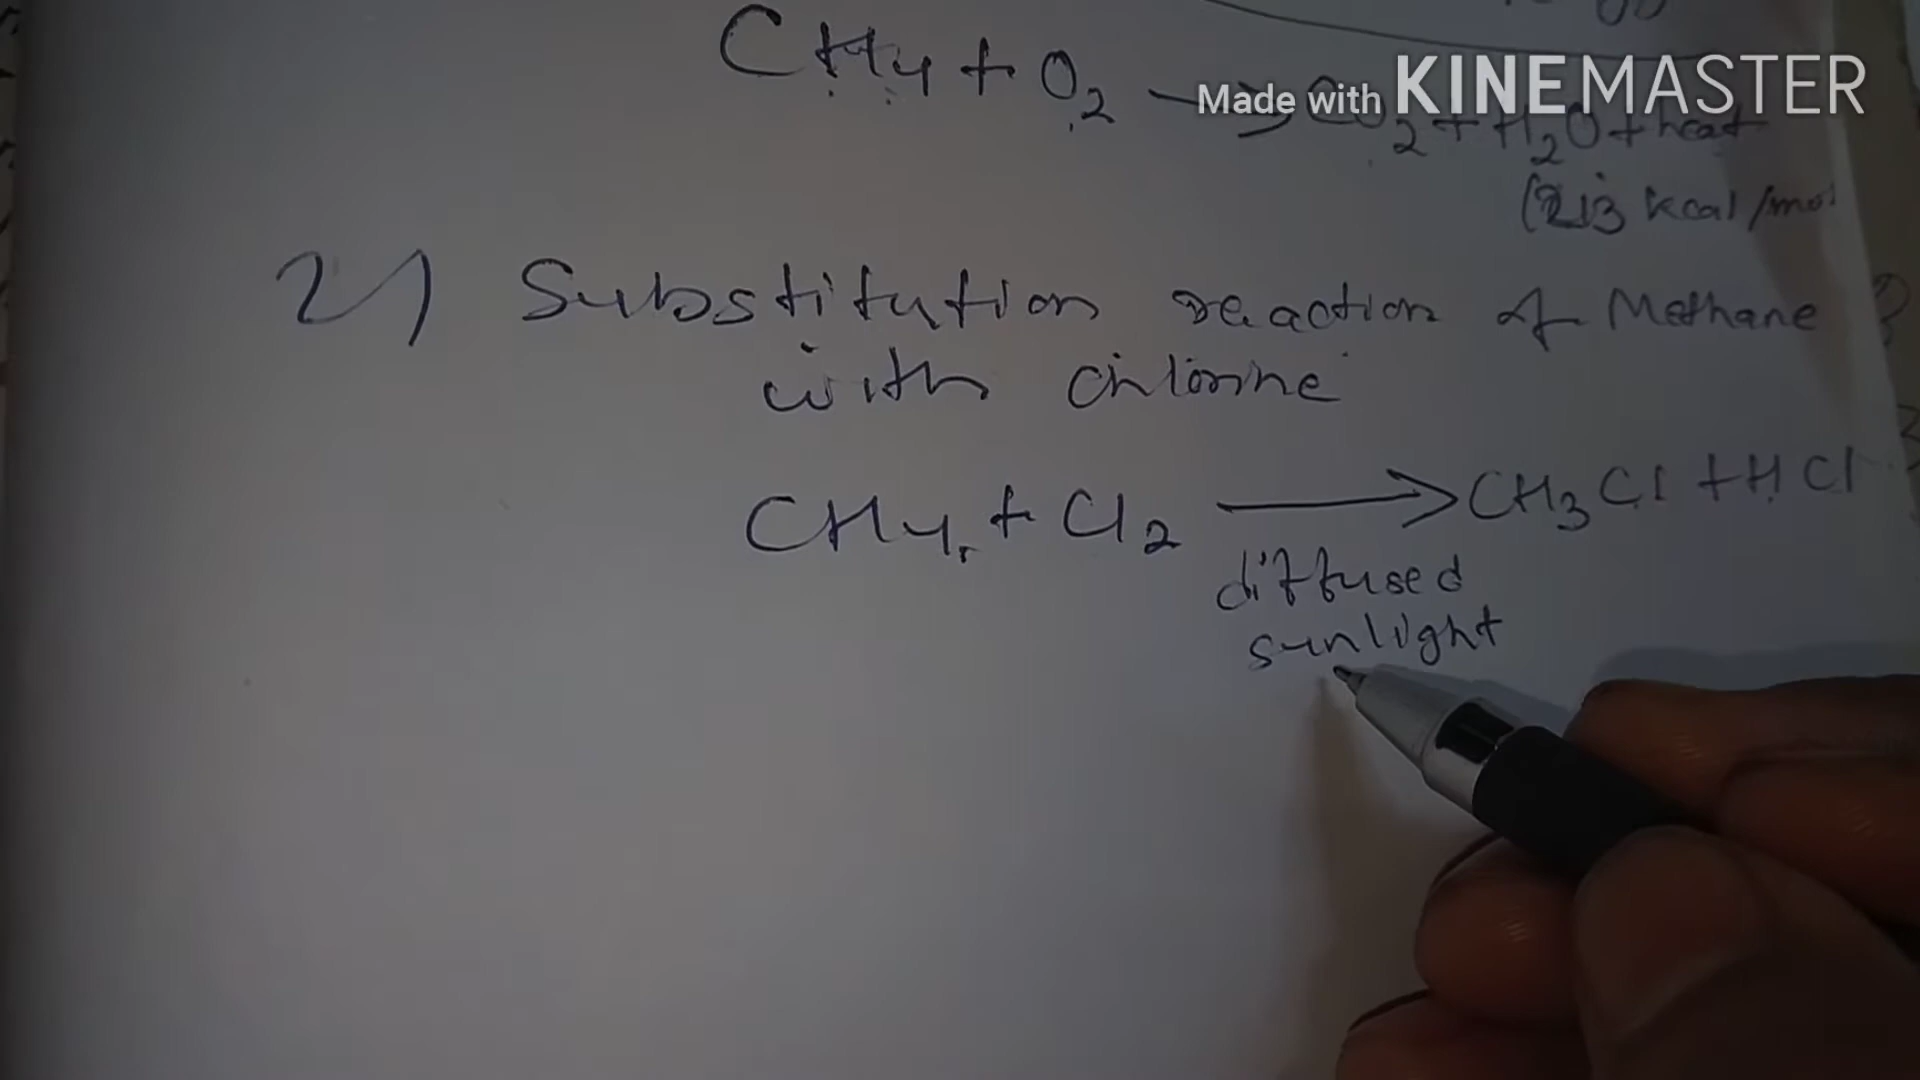 CH4 + O2 → CO2 + H2O + heat
Made with KINEMASTER
(213 kcal/mol
2) Substitution reaction of Methane
with chlorine
CH4 + Cl2 → CH3Cl + HCl
diffused
sunlight